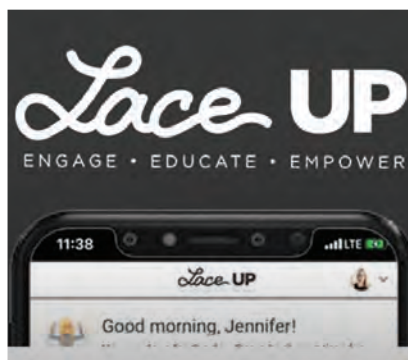 Lace UP
ENGAGE • EDUCATE • EMPOWER
11:38 LTE
Lace UP
Good morning, Jennifer!